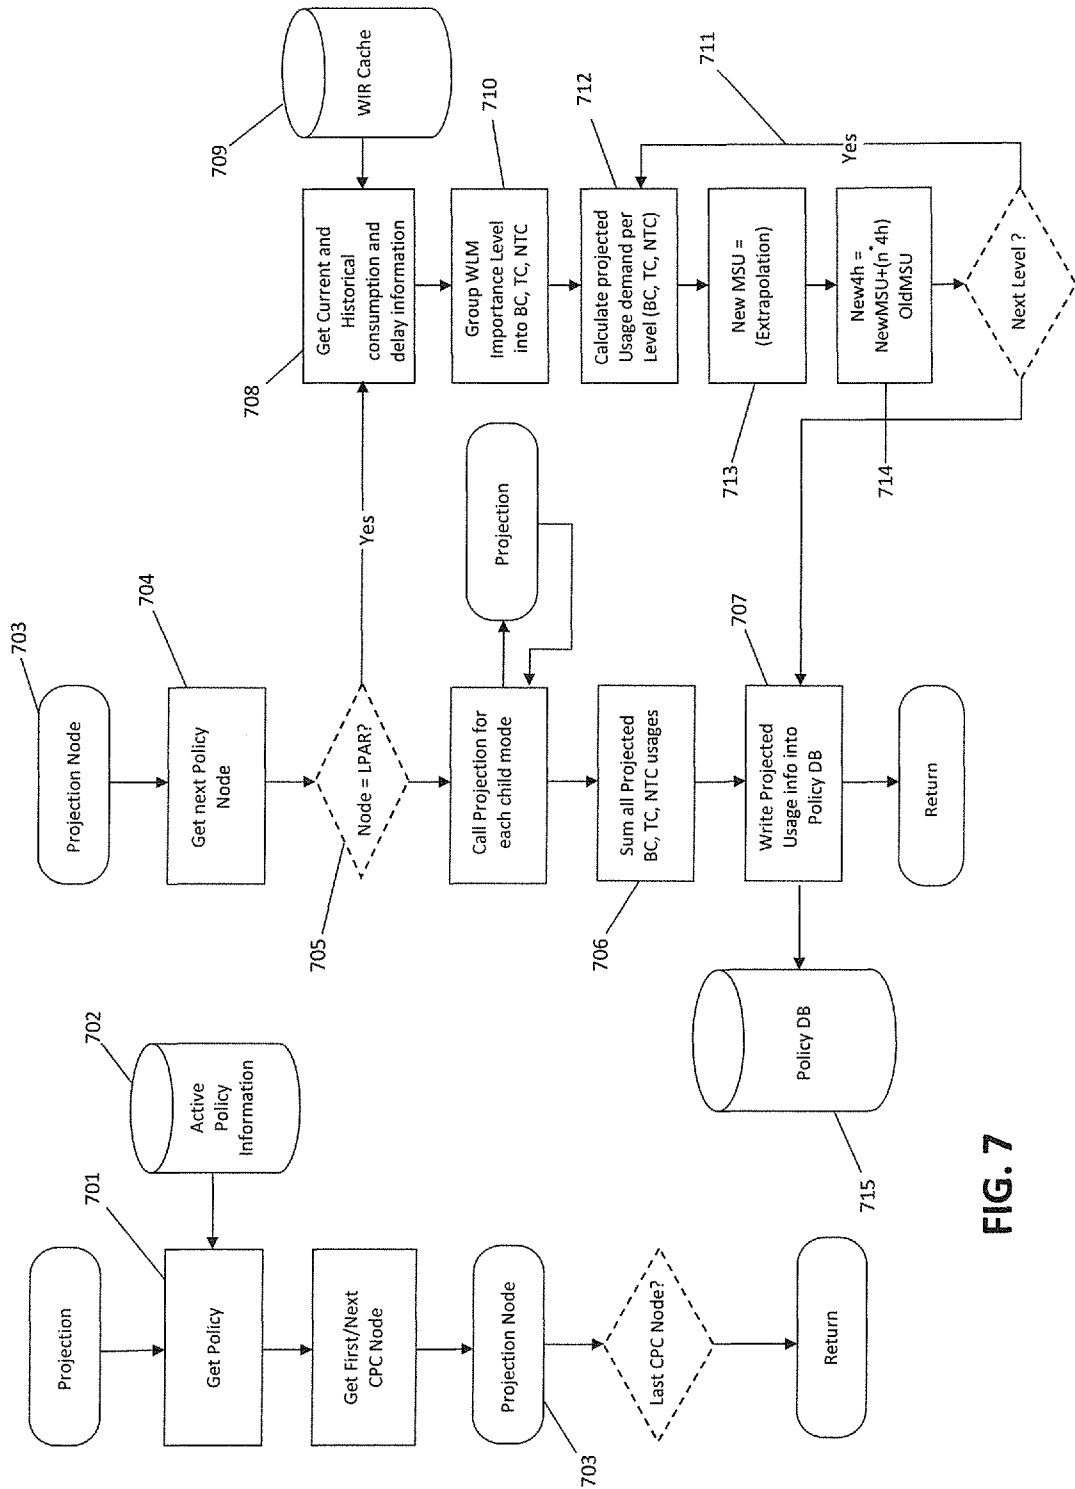 Projection
701
702
Get Policy
Active
Policy
Information
Get First/Next
CPC Node
Projection Node
703
Last CPC Node?
Return
703
Projection Node
704
Get next Policy
Node
705
Node = LPAR?
Yes
Call Projection for
each child mode
Projection
706
Sum all Projected
BC, TC, NTC usages
707
Write Projected
Usage info into
Policy DB
Policy DB
715
Return
708
Get Current and
Historical
consumption and
delay information
709
WIR Cache
710
Group WLM
Importance Level
into BC, TC, NTC
712
Calculate projected
Usage demand per
Level (BC, TC, NTC)
711
713
New MSU =
(Extrapolation)
714
New4h =
NewMSU+(n*4h)
OldMSU
Next Level ?
Yes
FIG. 7